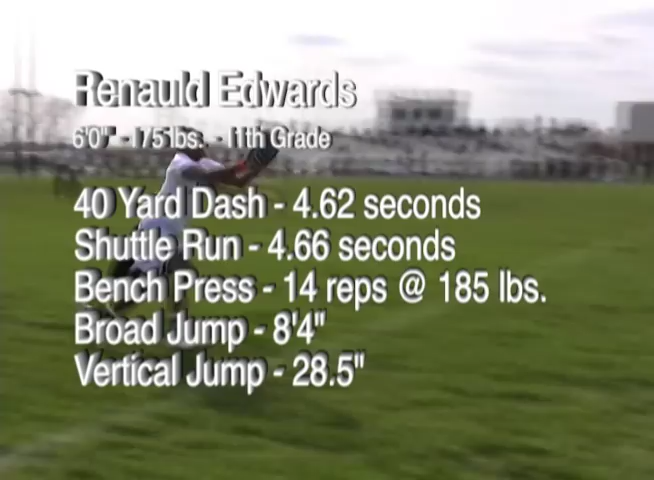 Renauld Edwards
6'0" - 175 lbs. - 11th Grade
40 Yard Dash - 4.62 seconds
Shuttle Run - 4.66 seconds
Bench Press - 14 reps @ 185 lbs.
Broad Jump - 8'4"
Vertical Jump - 28.5"